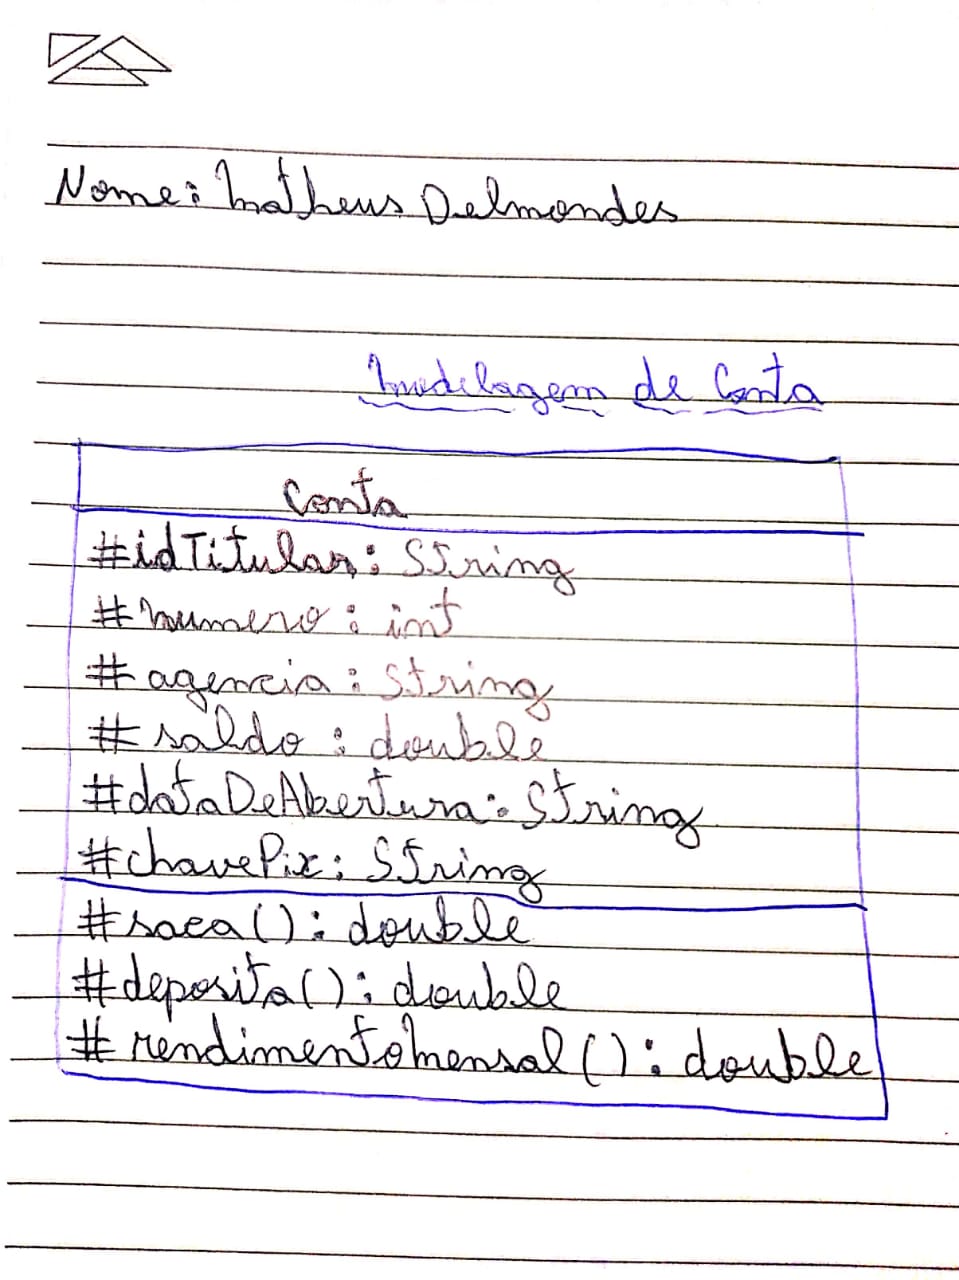 Nome: Matheus Delmondes
Modelagem de Conta
Conta
#idTitular: String
# numero : int
# agencia : String
# saldo : double
#dataDeAbertura: String
#chavePix: String
#saca() : double
#deposita() : double
# rendimentoMensal() : double